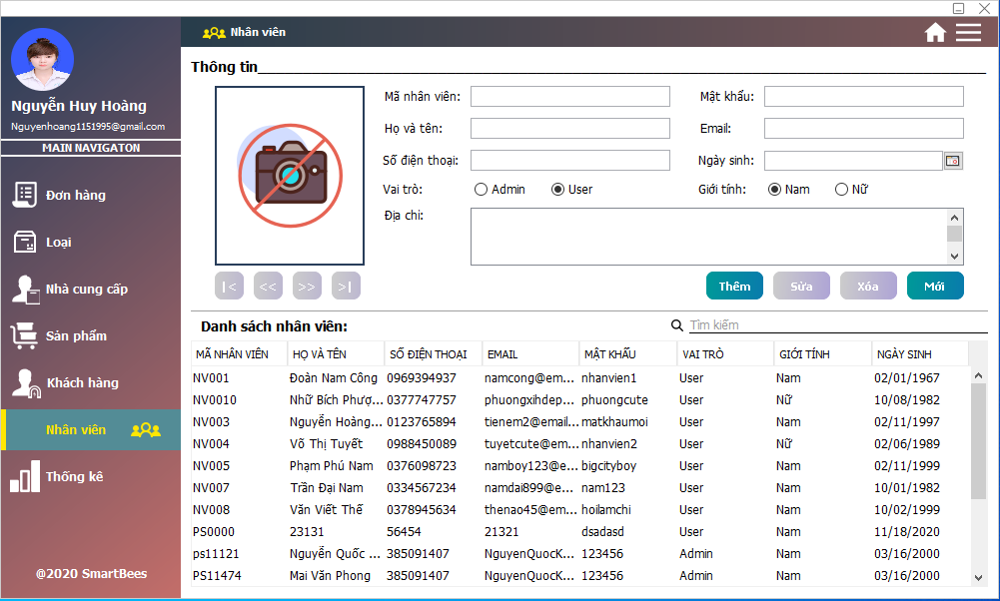 Nhân viên
Nguyễn Huy Hoàng
Nguyenhoang1151995@gmail.com
MAIN NAVIGATON
Đơn hàng
Loại
Nhà cung cấp
Sản phẩm
Khách hàng
Nhân viên
Thống kê
@2020 SmartBees
Thông tin
Mã nhân viên: Mật khẩu:
Họ và tên: Email:
Số điện thoại: Ngày sinh:
Vai trò: Admin User Giới tính: Nam Nữ
Địa chỉ:
|< << >> >| Thêm Sửa Xóa Mới
Danh sách nhân viên: Tìm kiếm
MÃ NHÂN VIÊN HỌ VÀ TÊN SỐ ĐIỆN THOẠI EMAIL MẬT KHẨU VAI TRÒ GIỚI TÍNH NGÀY SINH
NV001 Đoàn Nam Công 0969394937 namcong@em... nhanvien1 User Nam 02/01/1967
NV0010 Nhữ Bích Phượ... 0377747757 phuongxihdep... phuongcute User Nữ 10/08/1982
NV003 Nguyễn Hoàng... 0123765894 tienem2@email... matkhaumoi User Nam 02/11/1997
NV004 Võ Thị Tuyết 0988450089 tuyetcute@em... nhanvien2 User Nữ 02/06/1989
NV005 Phạm Phú Nam 0376098723 namboy123@e... bigcityboy User Nam 02/11/1999
NV007 Trần Đại Nam 0334567234 namdai899@e... nam123 User Nam 10/01/1982
NV008 Văn Viết Thế 0378945634 thenao45@em... hoilamchi User Nam 10/02/1999
PS0000 23131 56454 21321 dsadasd User Nam 11/18/2020
ps11121 Nguyễn Quốc ... 385091407 NguyenQuocK... 123456 Admin Nam 03/16/2000
PS11474 Mai Văn Phong 385091407 NguyenQuocK... 123456 Admin Nam 03/16/2000